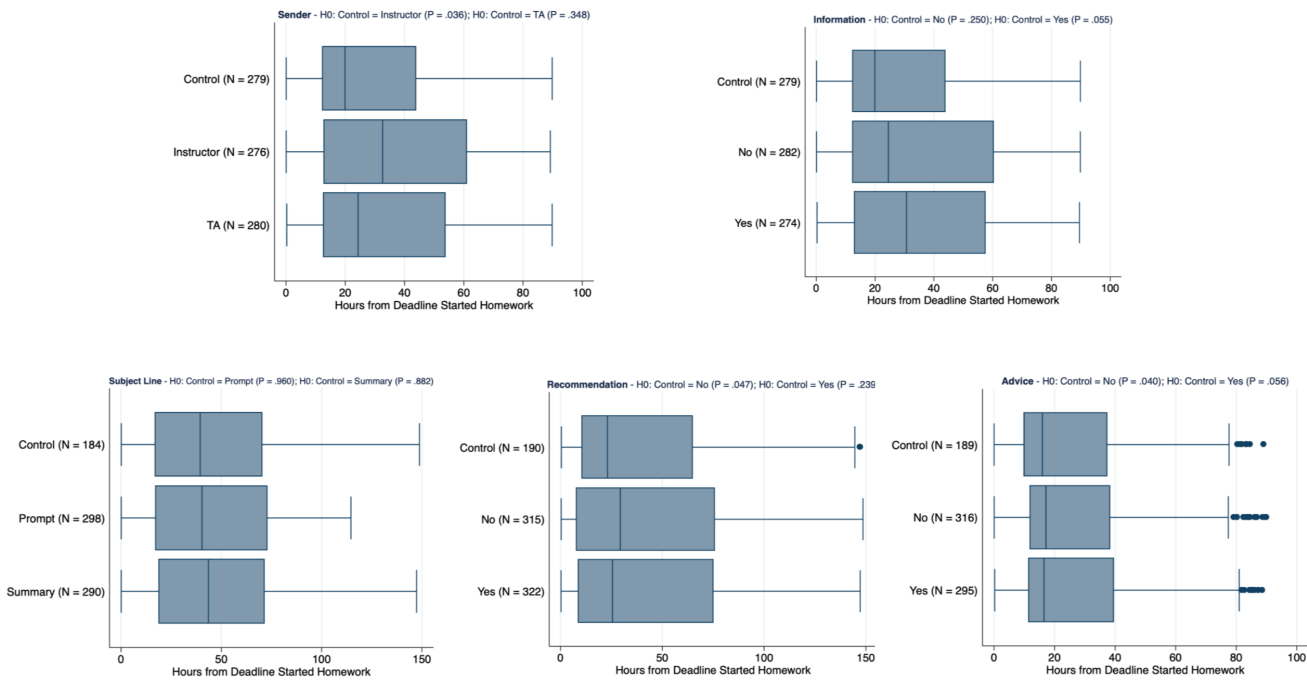 Sender - H0: Control = Instructor (P = .036); H0: Control = TA (P = .348)
Control (N = 279)
Instructor (N = 276)
TA (N = 280)
0 20 40 60 80 100
Hours from Deadline Started Homework
Information - H0: Control = No (P = .250); H0: Control = Yes (P = .055)
Control (N = 279)
No (N = 282)
Yes (N = 274)
0 20 40 60 80 100
Hours from Deadline Started Homework
Subject Line - H0: Control = Prompt (P = .960); H0: Control = Summary (P = .882)
Control (N = 184)
Prompt (N = 298)
Summary (N = 290)
0 50 100 150
Hours from Deadline Started Homework
Recommendation - H0: Control = No (P = .047); H0: Control = Yes (P = .239
Control (N = 190)
No (N = 315)
Yes (N = 322)
0 50 100 150
Hours from Deadline Started Homework
Advice - H0: Control = No (P = .040); H0: Control = Yes (P = .056)
Control (N = 189)
No (N = 316)
Yes (N = 295)
0 20 40 60 80 100
Hours from Deadline Started Homework